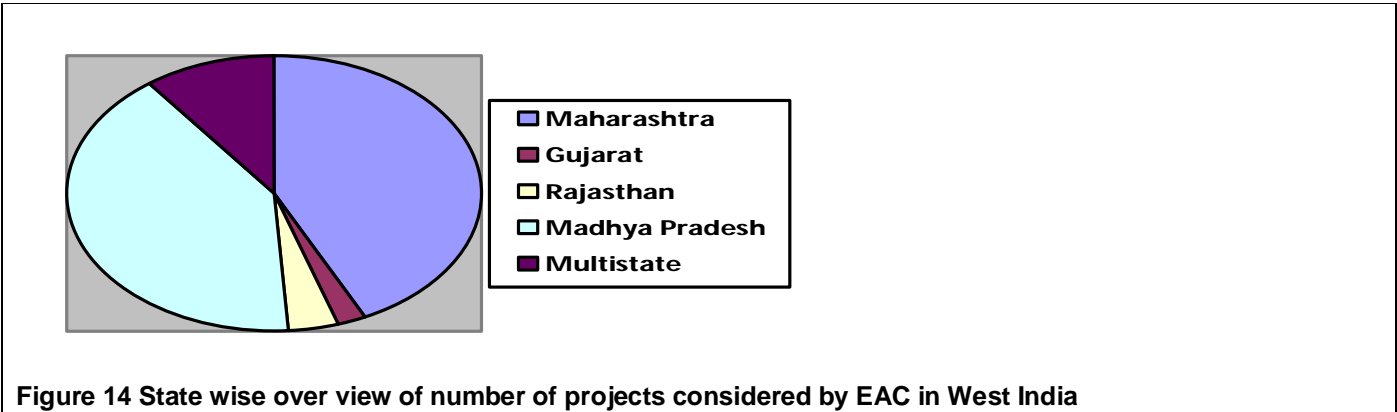 Maharashtra
Gujarat
Rajasthan
Madhya Pradesh
Multistate
Figure 14 State wise over view of number of projects considered by EAC in West India